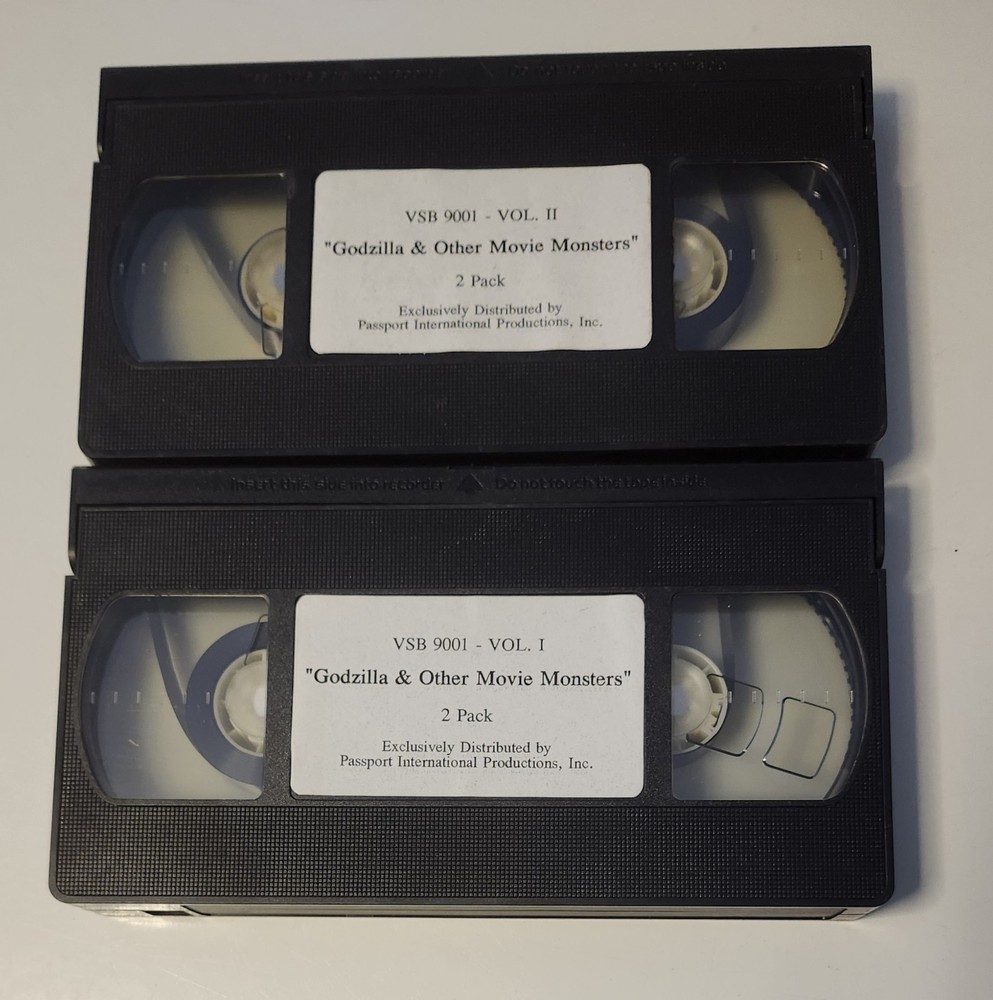 VSB 9001 - VOL. II
"Godzilla & Other Movie Monsters"
2 Pack
Exclusively Distributed by
Passport International Productions, Inc.
Insert this side into recorder Do not touch the tape inside
VSB 9001 - VOL. I
"Godzilla & Other Movie Monsters"
2 Pack
Exclusively Distributed by
Passport International Productions, Inc.